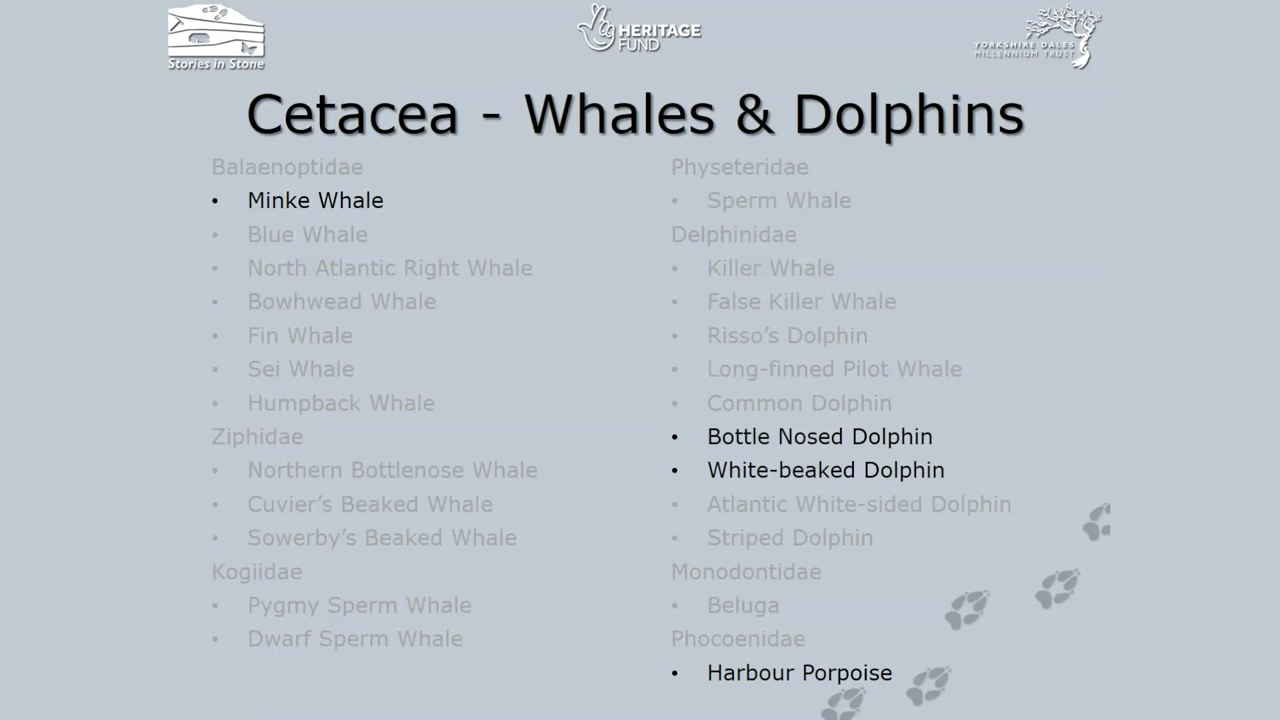 Stories in Stone
HERITAGE
FUND
YORKSHIRE DALES
MILLENNIUM TRUST
Cetacea - Whales & Dolphins
Balaenoptidae
• Minke Whale
• Blue Whale
• North Atlantic Right Whale
• Bowhwead Whale
• Fin Whale
• Sei Whale
• Humpback Whale
Ziphidae
• Northern Bottlenose Whale
• Cuvier’s Beaked Whale
• Sowerby’s Beaked Whale
Kogiidae
• Pygmy Sperm Whale
• Dwarf Sperm Whale
Physeteridae
• Sperm Whale
Delphinidae
• Killer Whale
• False Killer Whale
• Risso’s Dolphin
• Long-finned Pilot Whale
• Common Dolphin
• Bottle Nosed Dolphin
• White-beaked Dolphin
• Atlantic White-sided Dolphin
• Striped Dolphin
Monodontidae
• Beluga
Phocoenidae
• Harbour Porpoise